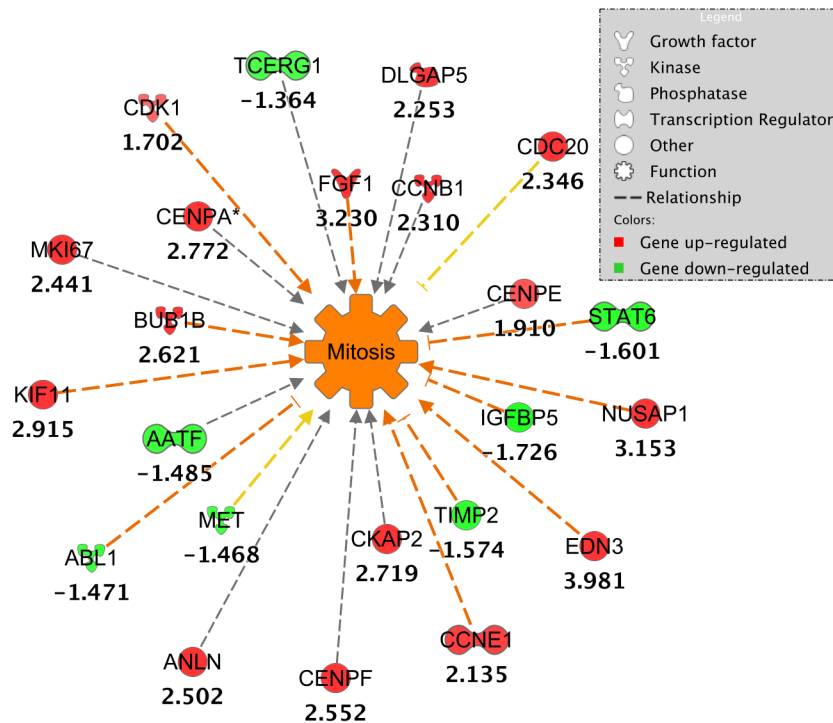 Legend
Growth factor
Kinase
Phosphatase
Transcription Regulator
Other
Function
Relationship
Colors:
Gene up-regulated
Gene down-regulated
TCERG1
-1.364
DLGAP5
2.253
CDK1
1.702
CDC20
2.346
FGF1
3.230
CCNB1
2.310
CENPA*
2.772
MKI67
2.441
CENPE
1.910
BUB1B
2.621
STAT6
-1.601
Mitosis
KIF11
2.915
IGFBP5
-1.726
NUSAP1
3.153
AATF
-1.485
MET
-1.468
TIMP2
-1.574
CKAP2
2.719
EDN3
3.981
ABL1
-1.471
CCNE1
2.135
ANLN
2.502
CENPF
2.552